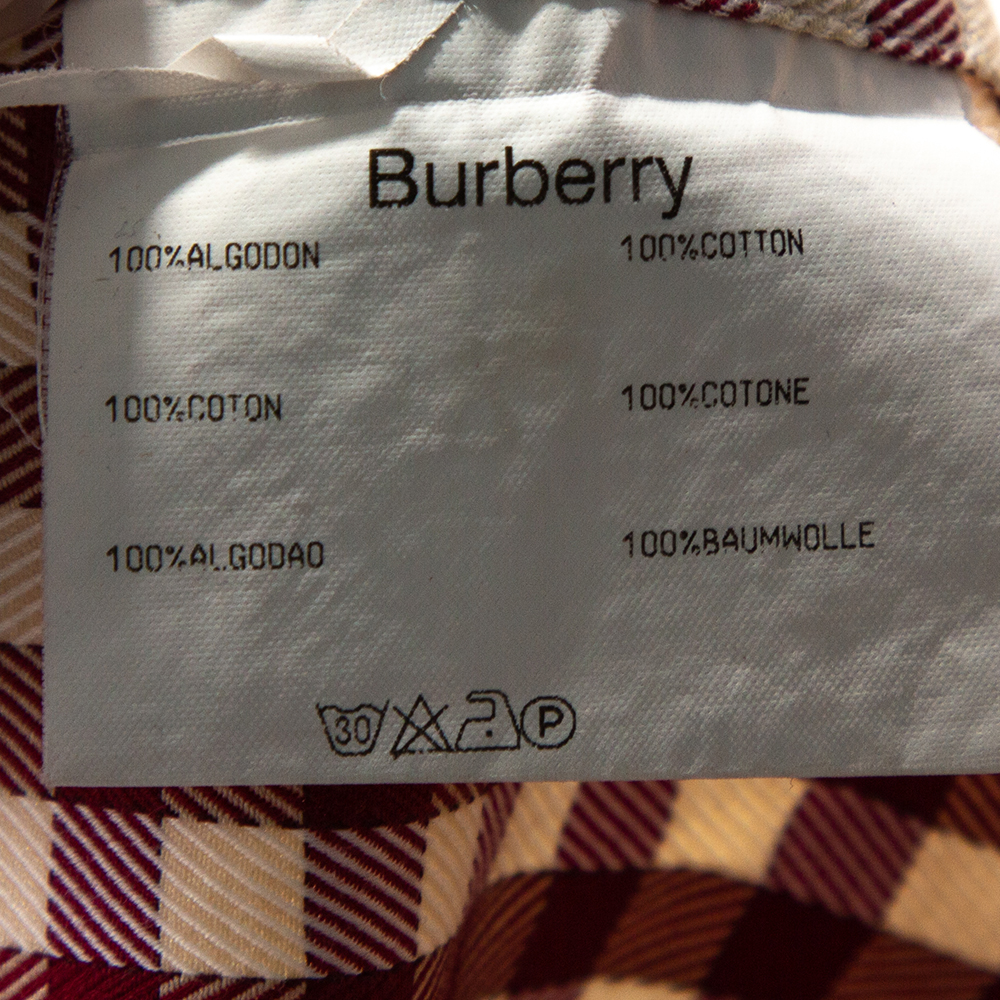 Burberry
100%ALGODON 100%COTTON
100%COTON 100%COTONE
100%ALGODAO 100%BAUMWOLLE
30 P